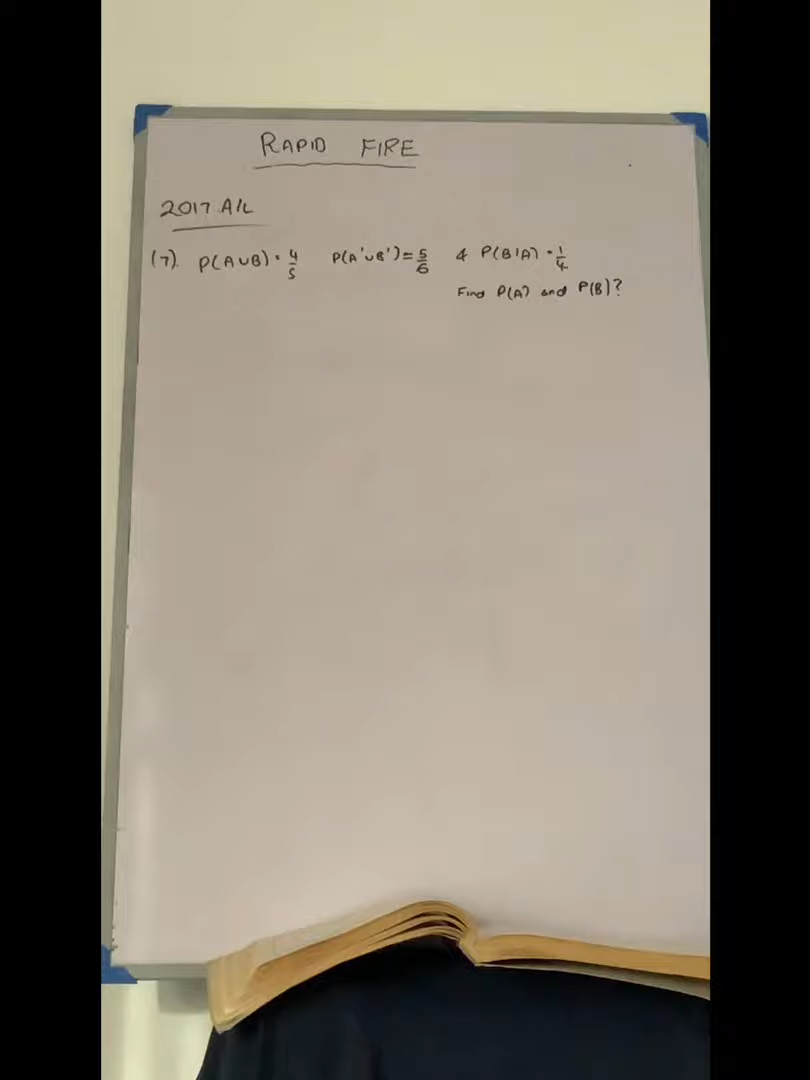 RAPID FIRE
2017 A/L
(7). P(A∪B) = 4/5 P(A'∪B') = 5/6 & P(B|A) = 1/4
Find P(A) and P(B)?